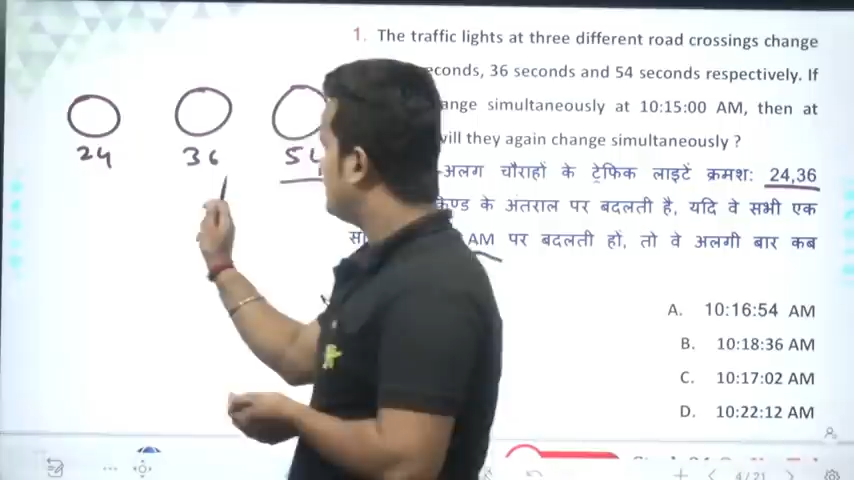 1. The traffic lights at three different road crossings change
seconds, 36 seconds and 54 seconds respectively. If
ange simultaneously at 10:15:00 AM, then at
will they again change simultaneously ?
अलग चौराहों के ट्रेफिक लाइटें क्रमश: 24,36
केण्ड के अंतराल पर बदलती है, यदि वे सभी एक
सा AM पर बदलती हों, तो वे अगली बार कब
24 36 54
A. 10:16:54 AM
B. 10:18:36 AM
C. 10:17:02 AM
D. 10:22:12 AM
4/21